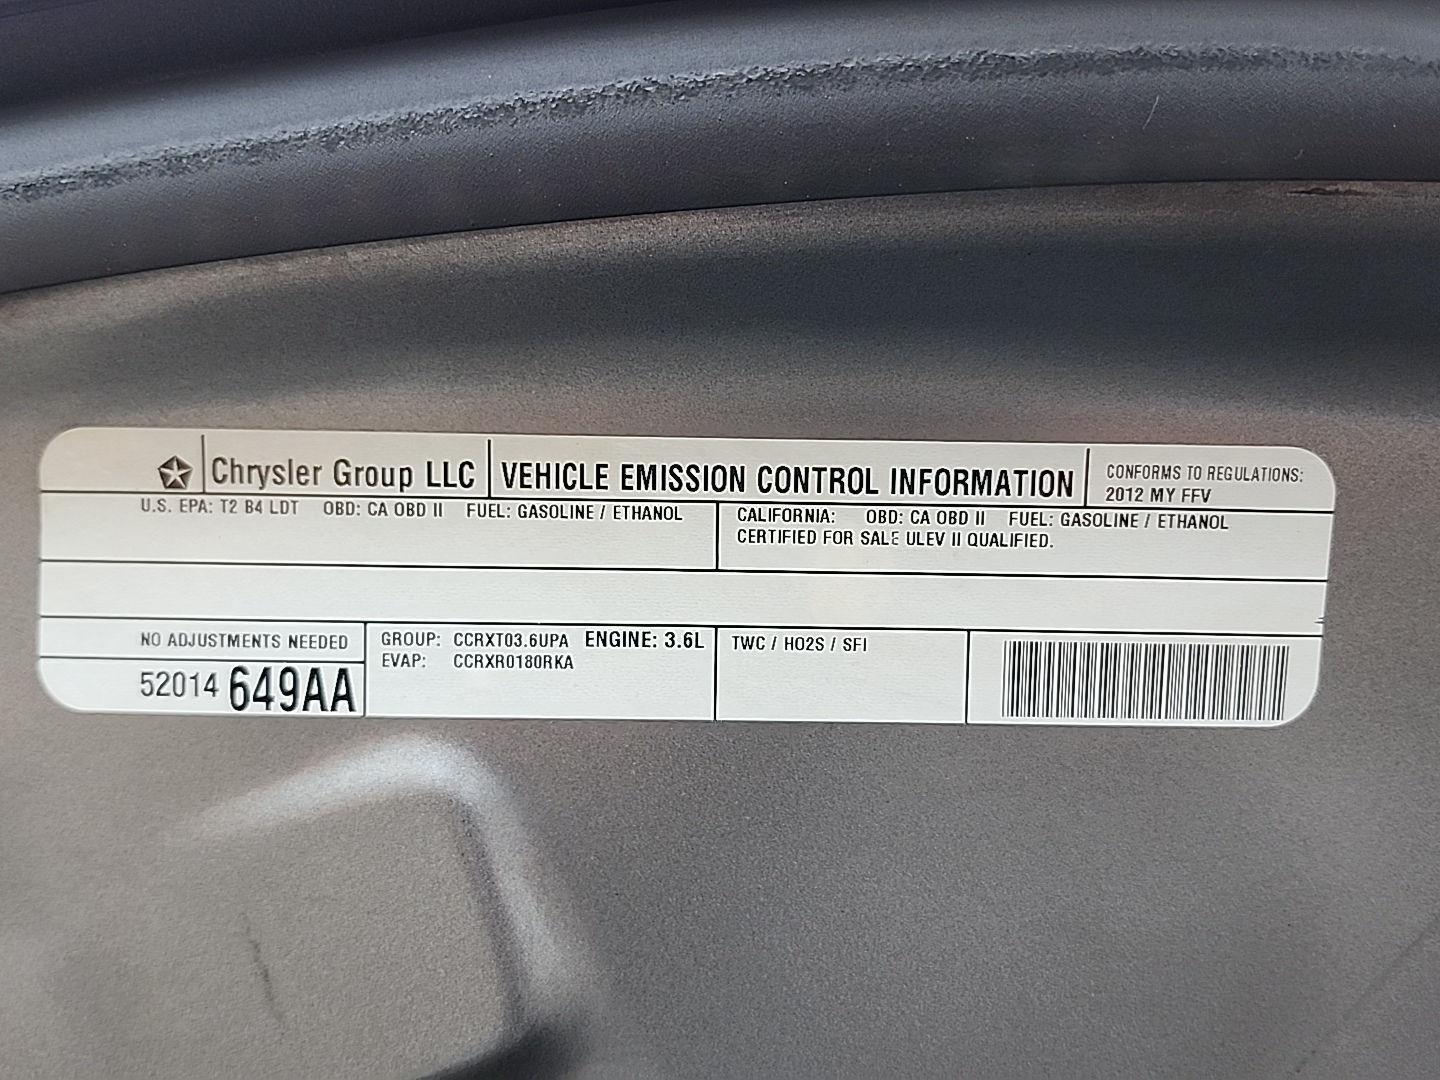 Chrysler Group LLC
VEHICLE EMISSION CONTROL INFORMATION
CONFORMS TO REGULATIONS:
2012 MY FFV
U.S. EPA: T2 B4 LDT OBD: CA OBD II FUEL: GASOLINE / ETHANOL
CALIFORNIA: OBD: CA OBD II FUEL: GASOLINE / ETHANOL
CERTIFIED FOR SALE ULEV II QUALIFIED.
NO ADJUSTMENTS NEEDED
52014 649AA
GROUP: CCRXT03.6UPA ENGINE: 3.6L
EVAP: CCRXR0180RKA
TWC / HO2S / SFI